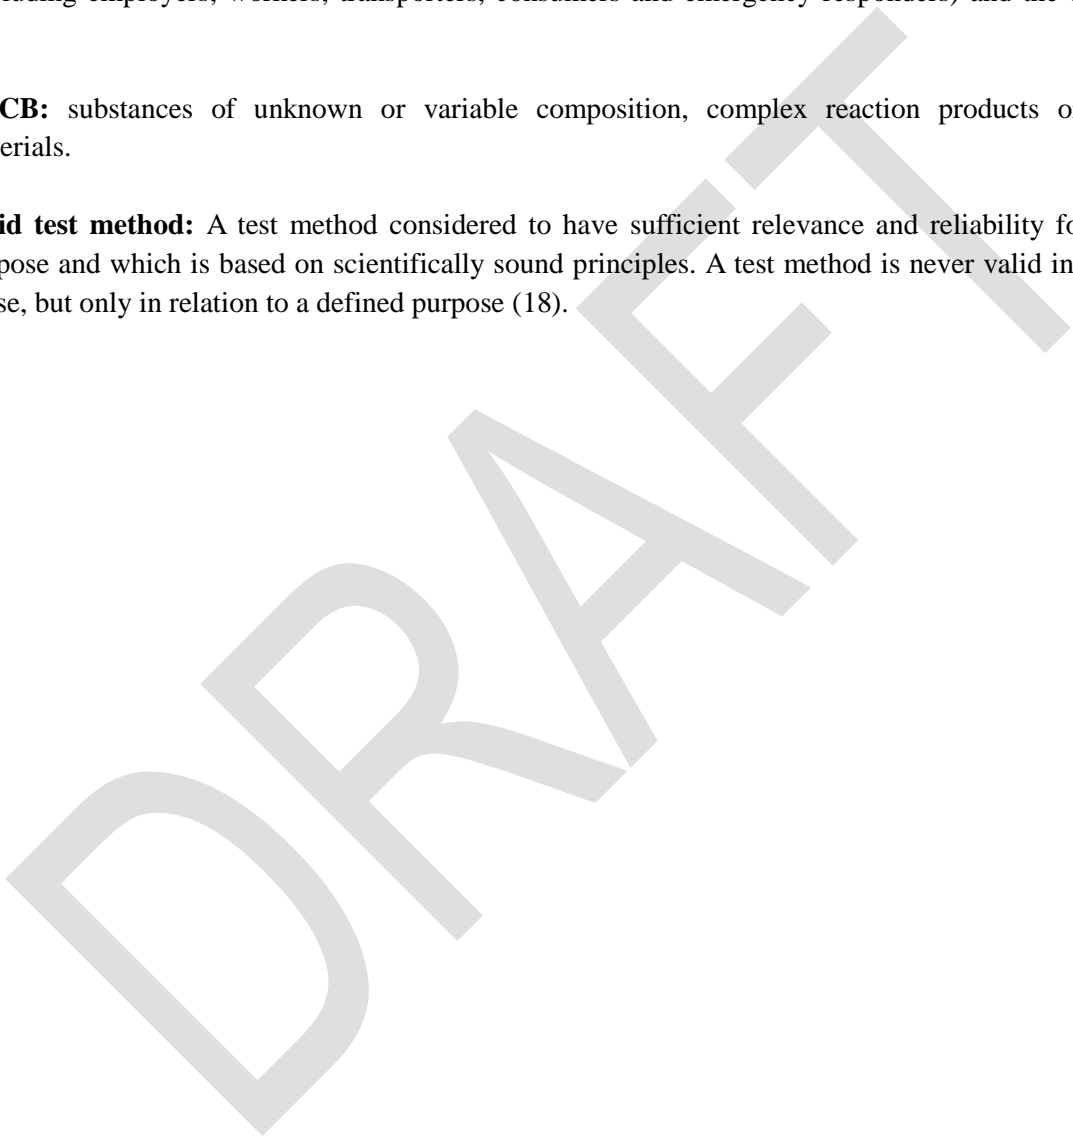 employers, workers, transporters, consumers and emergency responders) and the
CB: substances of unknown or variable composition, complex reaction products
erials.
id test method: A test method considered to have sufficient relevance and reliability
pose and which is based on scientifically sound principles. A test method is never valid in
se, but only in relation to a defined purpose (18).
DRAFT